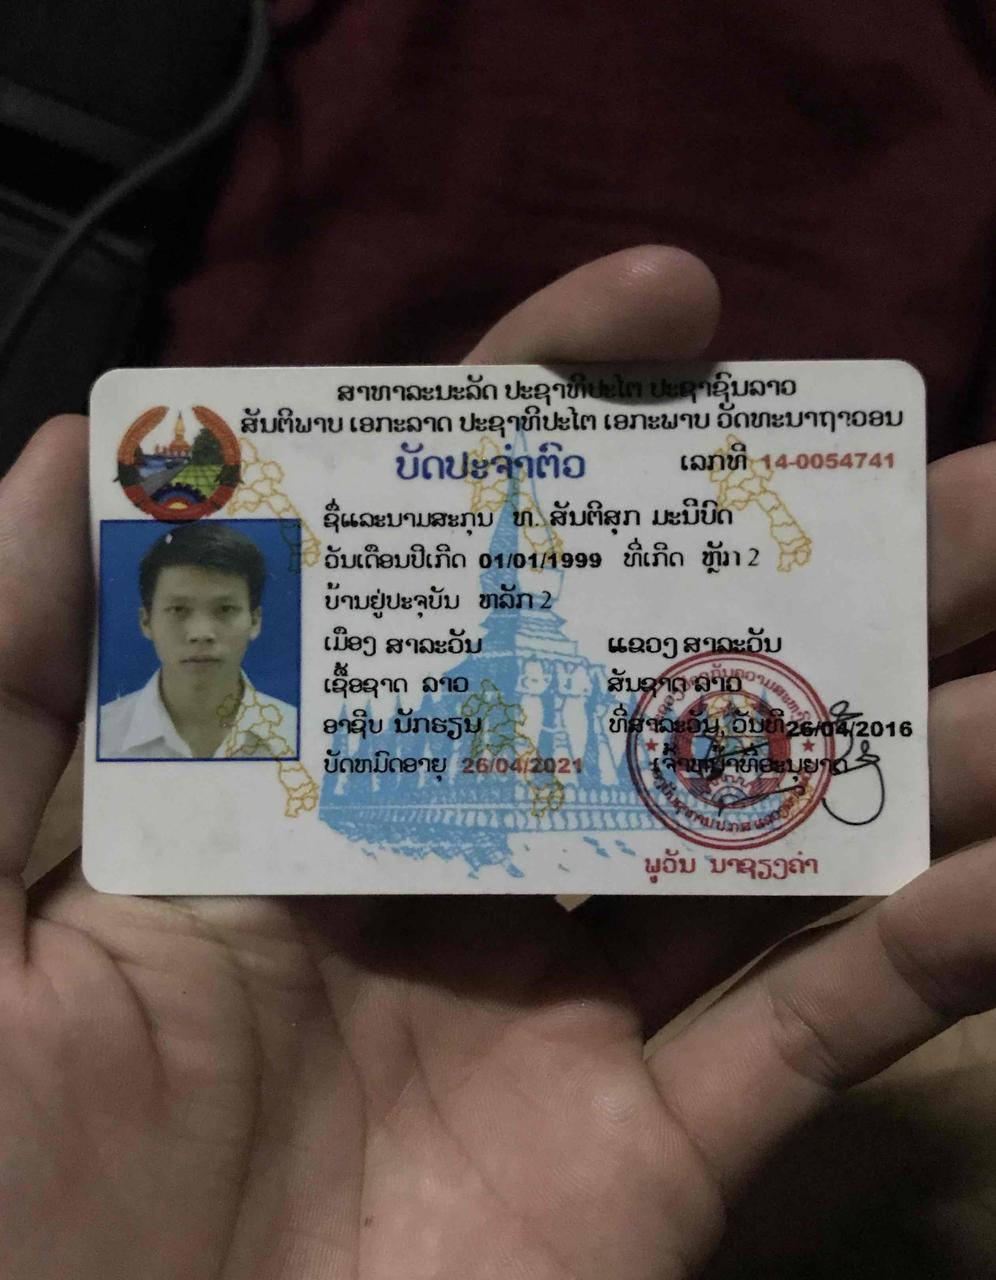 ສາທາລະນະລັດ ປະຊາທິປະໄຕ ປະຊາຊົນລາວ
ສັນຕິພາບ ເອກະລາດ ປະຊາທິປະໄຕ ເອກະພາບ ວັດທະນາຖາວອນ
ບັດປະຈຳຕົວ ເລກທີ 14-0054741
ຊື່ແລະນາມສະກຸນ ທ. ສັນຕິສຸກ ມະນີບົດ
ວັນເດືອນປີເກີດ 01/01/1999 ທີ່ເກີດ ຫຼັກ 2
ບ້ານຢູ່ປະຈຸບັນ ຫລັກ 2
ເມືອງ ສາລະວັນ ແຂວງ ສາລະວັນ
ເຊື້ອຊາດ ລາວ ສັນຊາດ ລາວ
ອາຊີບ ນັກຮຽນ ທີ່ສາລະວັນ, ວັນທີ 26/04/2016
ບັດຫມົດອາຍຸ 26/04/2021 ເຈົ້າຫນ້າທີ່ອະນຸຍາດ
ພູວັນ ນາຊຽງຄຳ